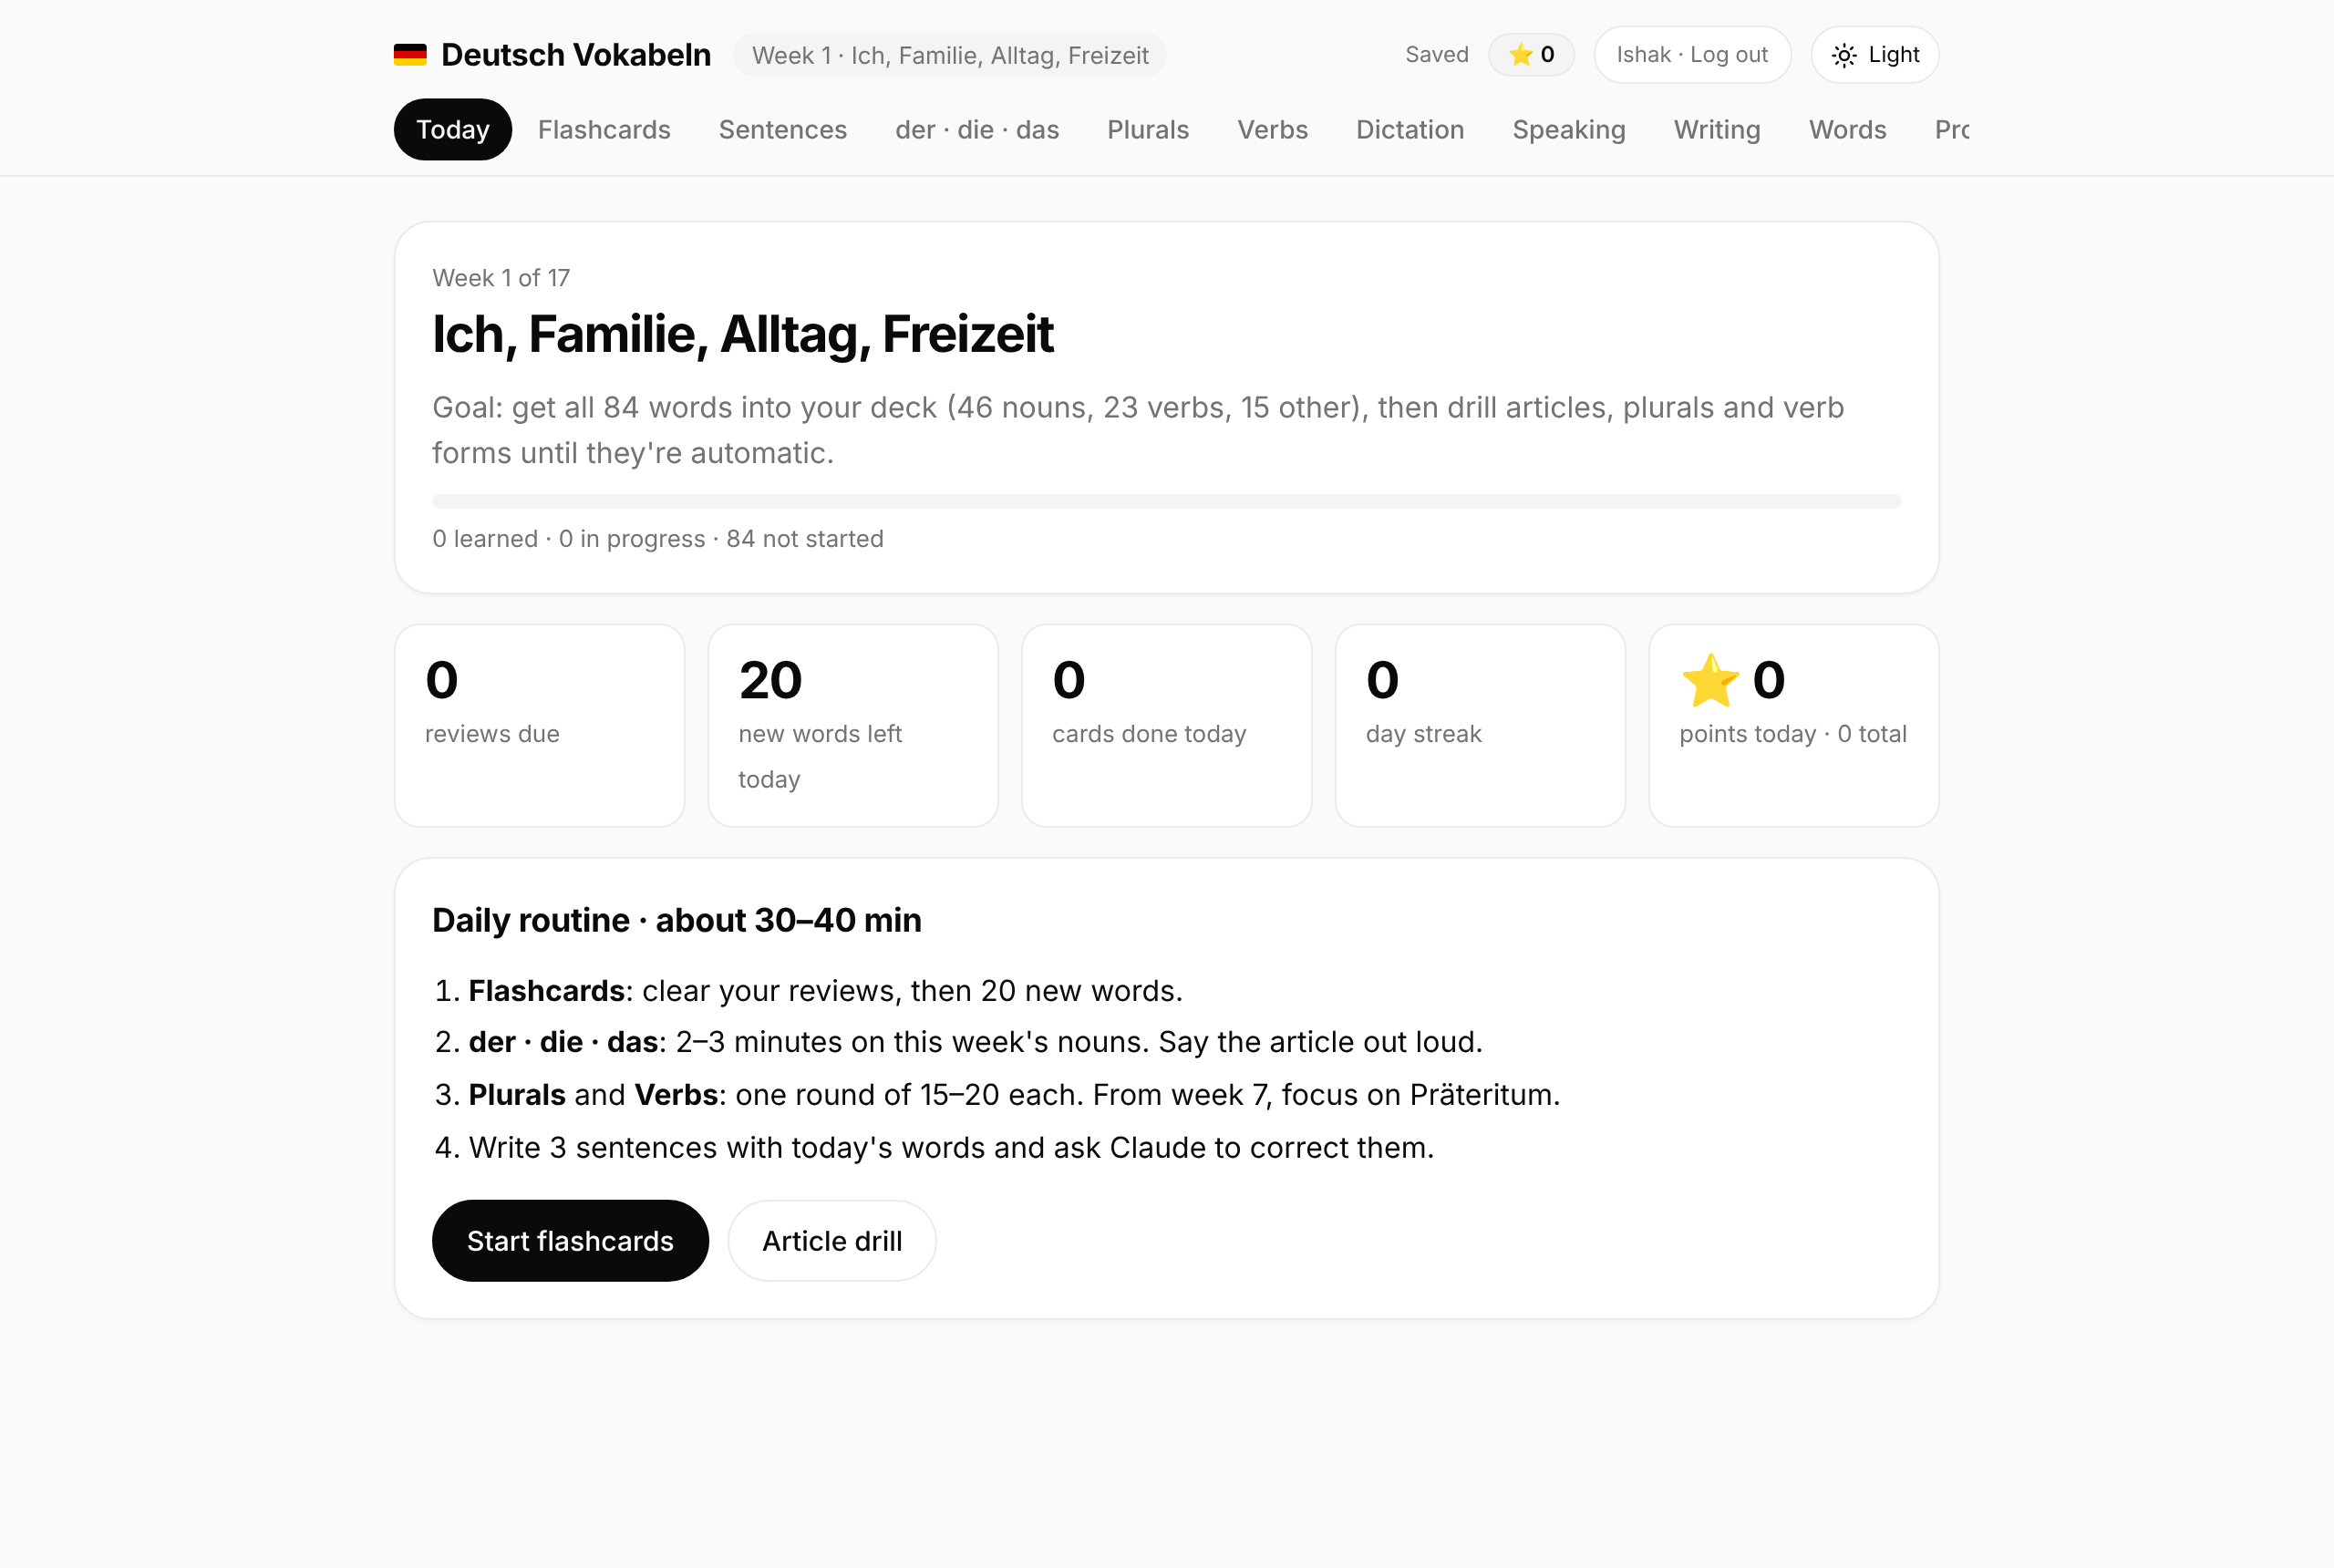 Deutsch Vokabeln
Week 1 · Ich, Familie, Alltag, Freizeit
Saved
⭐ 0
Ishak · Log out
Light
Today
Flashcards
Sentences
der · die · das
Plurals
Verbs
Dictation
Speaking
Writing
Words
Week 1 of 17
Ich, Familie, Alltag, Freizeit
Goal: get all 84 words into your deck (46 nouns, 23 verbs, 15 other), then drill articles, plurals and verb
forms until they're automatic.
0 learned · 0 in progress · 84 not started
0
reviews due
20
new words left
today
0
cards done today
0
day streak
⭐ 0
points today · 0 total
Daily routine · about 30–40 min
1. Flashcards: clear your reviews, then 20 new words.
2. der · die · das: 2–3 minutes on this week's nouns. Say the article out loud.
3. Plurals and Verbs: one round of 15–20 each. From week 7, focus on Präteritum.
4. Write 3 sentences with today's words and ask Claude to correct them.
Start flashcards
Article drill